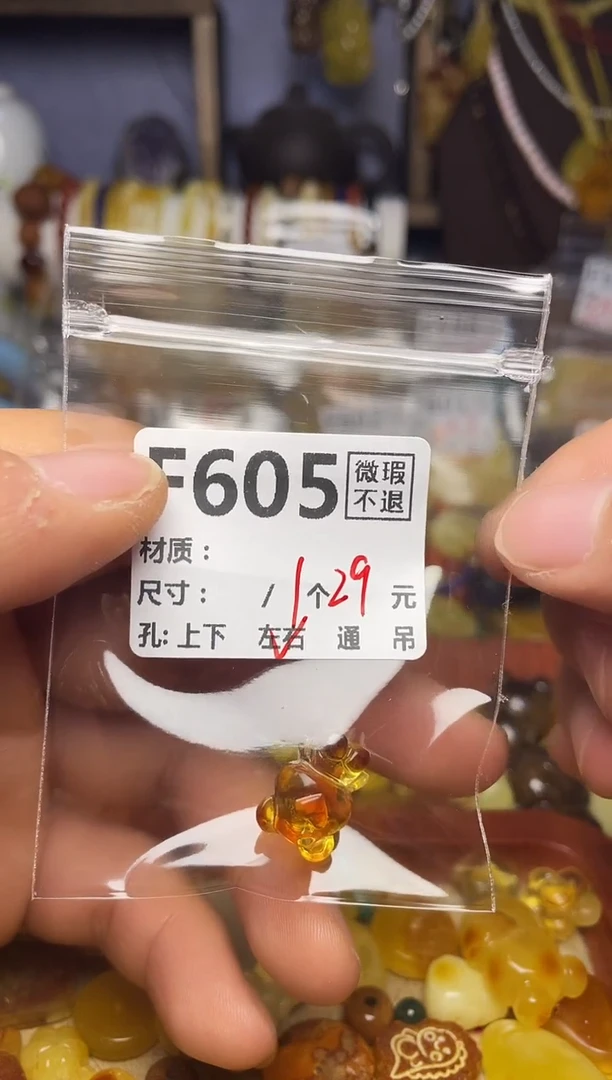 F605 微瑕不退
材质：
尺寸： / 1个29 元
孔: 上下 左右 通 吊